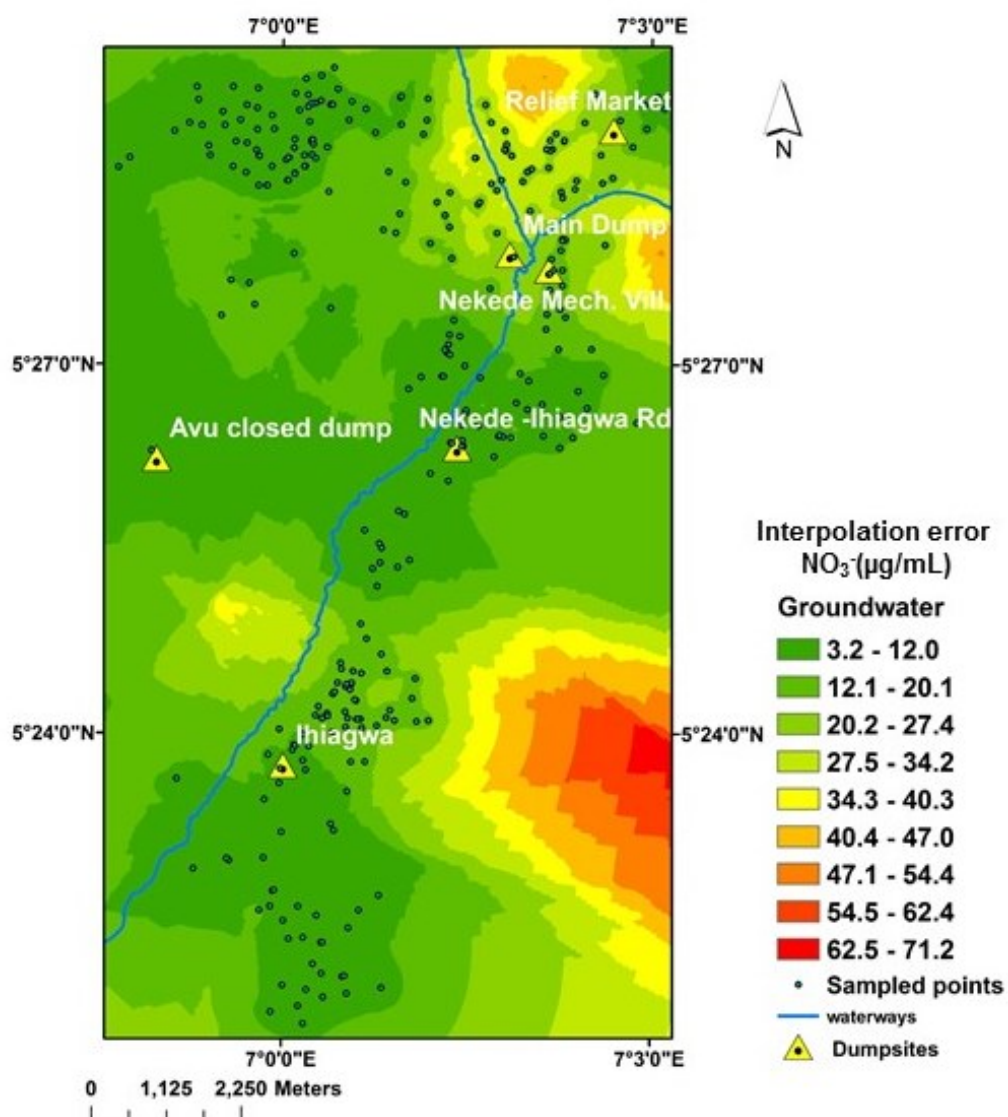 7°0'0"E
7°3'0"E
Relief Market
N
Main Dump
Nekede Mech. Vill.
5°27'0"N
5°27'0"N
Avu closed dump
Nekede -Ihiagwa Rd
Interpolation error
NO₃⁻(µg/mL)
Groundwater
3.2 - 12.0
12.1 - 20.1
20.2 - 27.4
27.5 - 34.2
34.3 - 40.3
40.4 - 47.0
47.1 - 54.4
54.5 - 62.4
62.5 - 71.2
Sampled points
waterways
Dumpsites
5°24'0"N
5°24'0"N
Ihiagwa
7°0'0"E
7°3'0"E
0 1,125 2,250 Meters